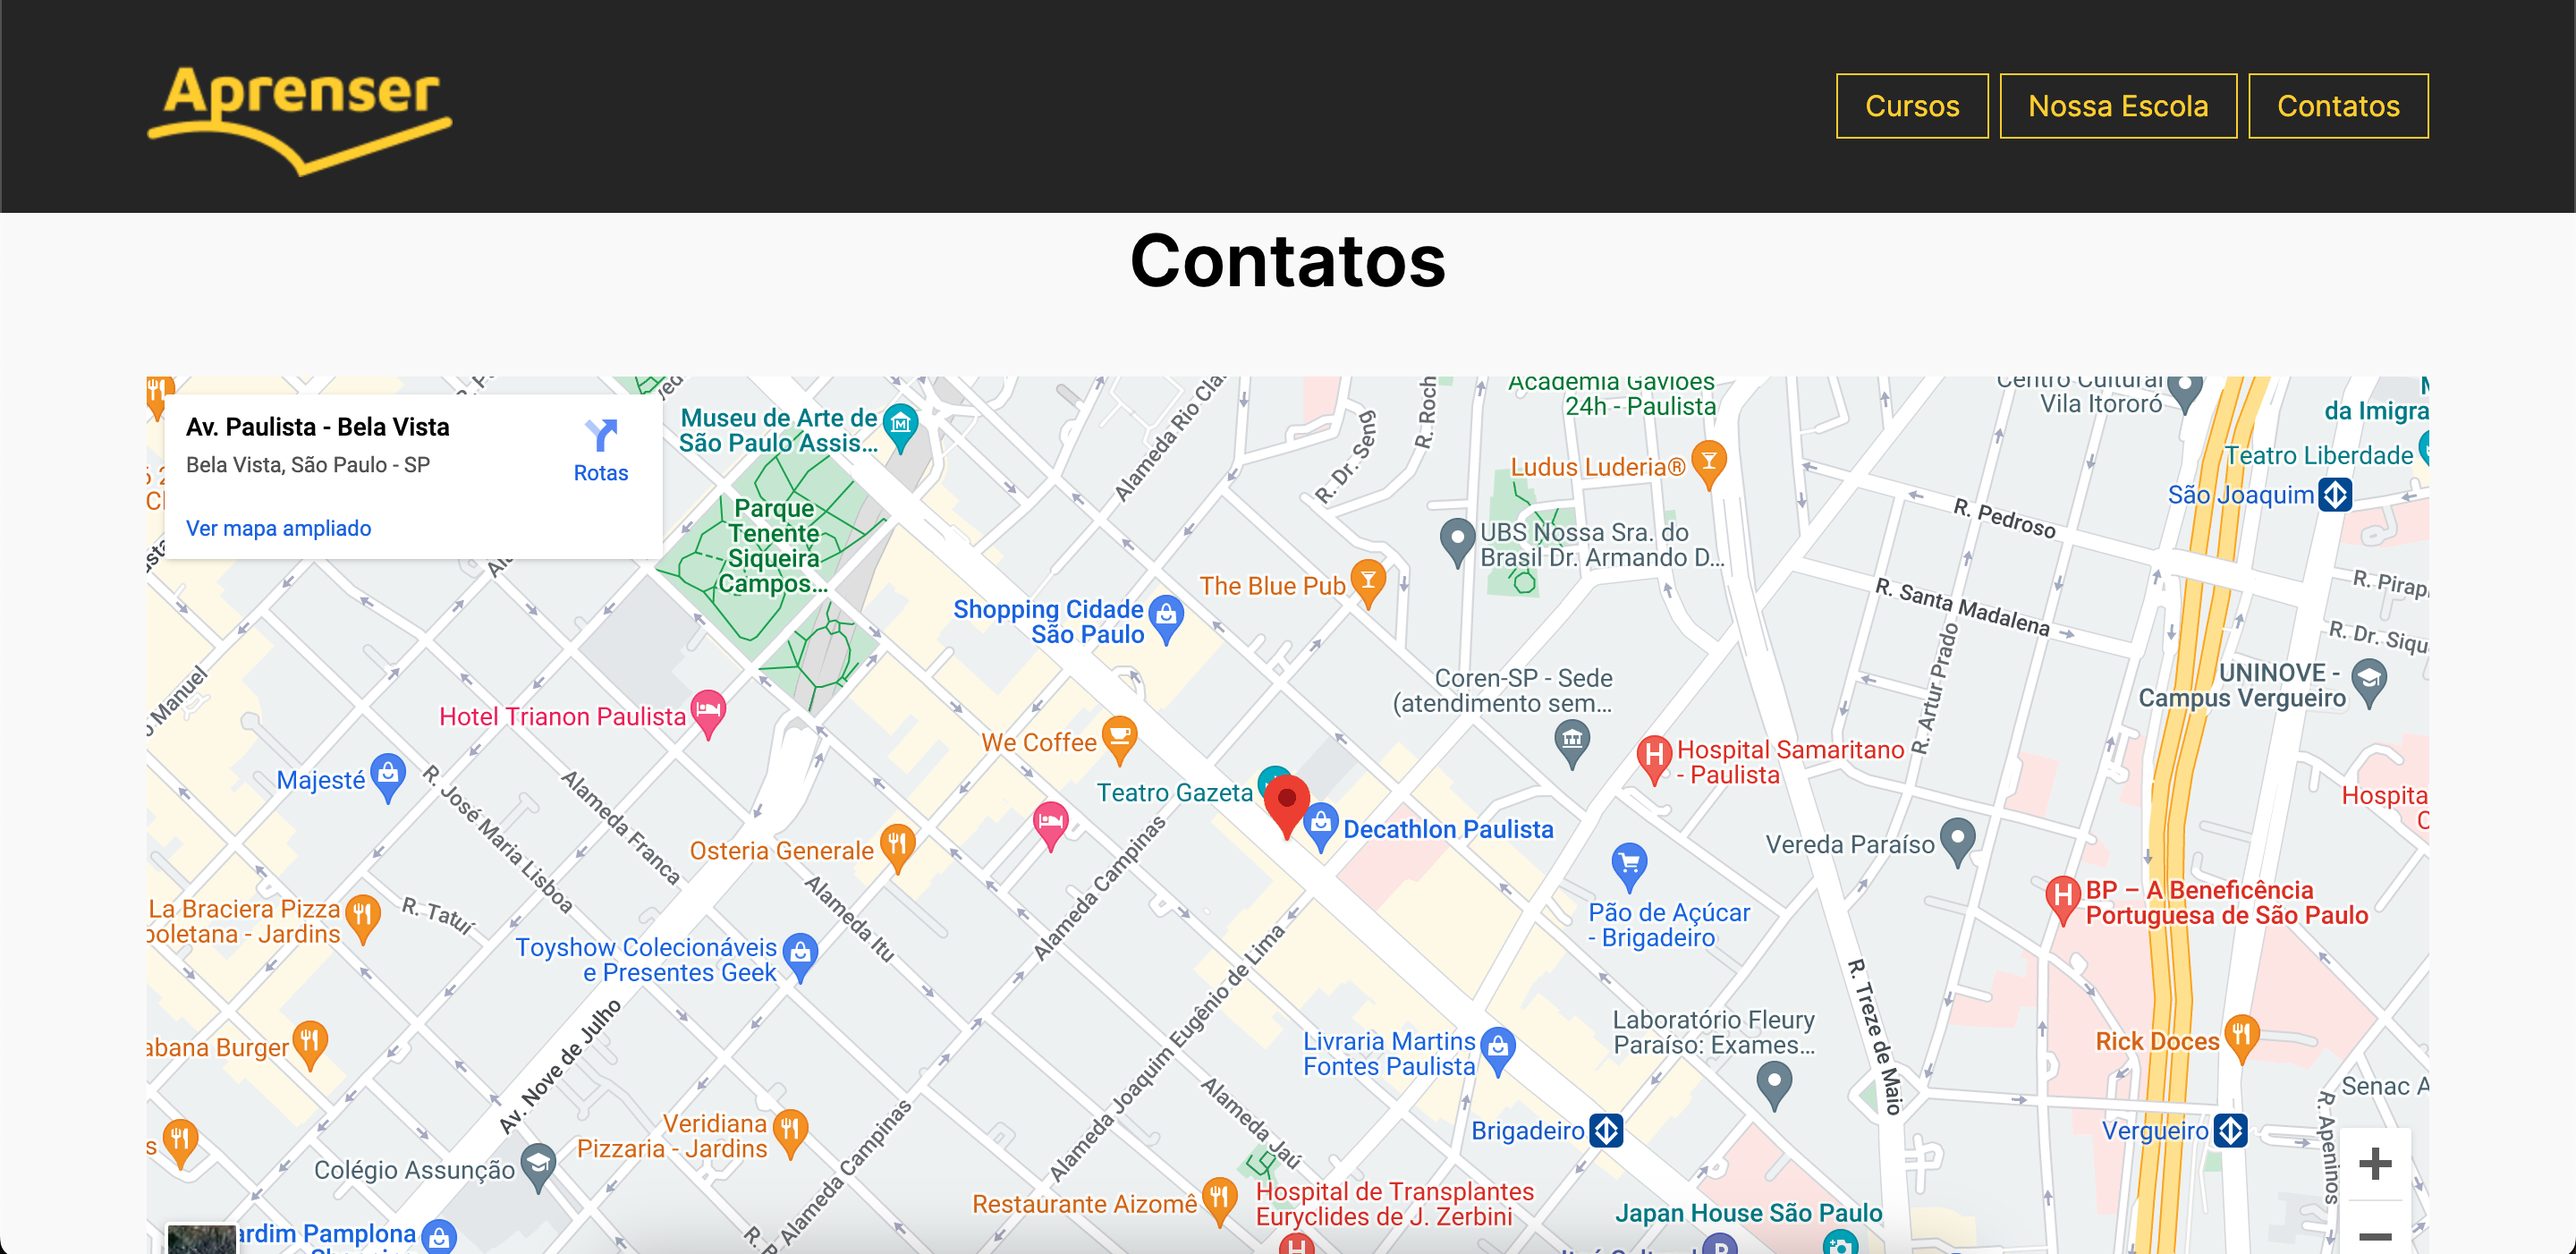 Aprenser
Cursos
Nossa Escola
Contatos
Contatos
Av. Paulista - Bela Vista
Bela Vista, São Paulo - SP
Rotas
Ver mapa ampliado
Museu de Arte de
São Paulo Assis...
Alameda Rio Cla
R. Dr. Seng
R. Roch
Academia Gaviões
24h - Paulista
Centro Cultural
Vila Itororó
da Imigra
Teatro Liberdade
Ludus Luderia®
São Joaquim
R. Pedroso
Parque
Tenente
Siqueira
Campos...
UBS Nossa Sra. do
Brasil Dr. Armando D...
The Blue Pub
R. Pirap
R. Santa Madalena
Shopping Cidade
São Paulo
R. Dr. Siqu
R. Artur Prado
UNINOVE -
Campus Vergueiro
Coren-SP - Sede
(atendimento sem...
o Manuel
Hotel Trianon Paulista
We Coffee
Hospital Samaritano
- Paulista
Majesté
R. José Maria Lisboa
Alameda Franca
Teatro Gazeta
Decathlon Paulista
Hospita
Vereda Paraíso
Osteria Generale
Alameda Campinas
Alameda Itu
BP – A Beneficência
Portuguesa de São Paulo
La Braciera Pizza
poletana - Jardins
R. Tatuí
Pão de Açúcar
- Brigadeiro
Toyshow Colecionáveis
e Presentes Geek
Alameda Joaquim Eugênio de Lima
R. Treze de Maio
Av. Nove de Julho
abana Burger
Livraria Martins
Fontes Paulista
Laboratório Fleury
Paraíso: Exames...
Rick Doces
Senac A
R. Apeninos
Alameda Jaú
Veridiana
Pizzaria - Jardins
Brigadeiro
Vergueiro
s
Colégio Assunção
Alameda Campinas
Restaurante Aizomê
Hospital de Transplantes
Euryclides de J. Zerbini
Japan House São Paulo
ardim Pamplona